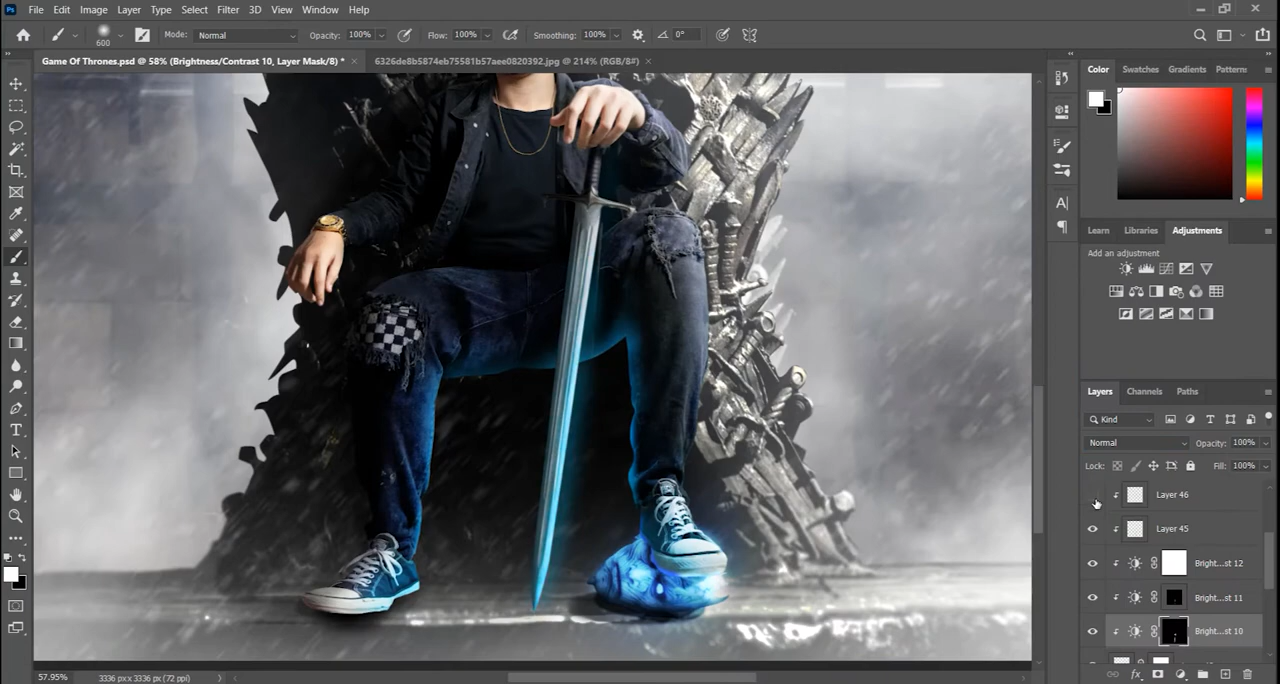 Ps File Edit Image Layer Type Select Filter 3D View Window Help
600 Mode: Normal Opacity: 100% Flow: 100% Smoothing: 100% 0°
Game Of Thrones.psd @ 58% (Brightness/Contrast 10, Layer Mask/8) * × 6326de8b5874eb75581b57aee0820392.jpg @ 214% (RGB/8#) ×
Color Swatches Gradients Patterns
Learn Libraries Adjustments
Add an adjustment
Layers Channels Paths
Kind
Normal Opacity: 100%
Lock: Fill: 100%
Layer 46
Layer 45
Bright...st 12
Bright...st 11
Bright...st 10
57.95% 3336 px x 3336 px (72 ppi)